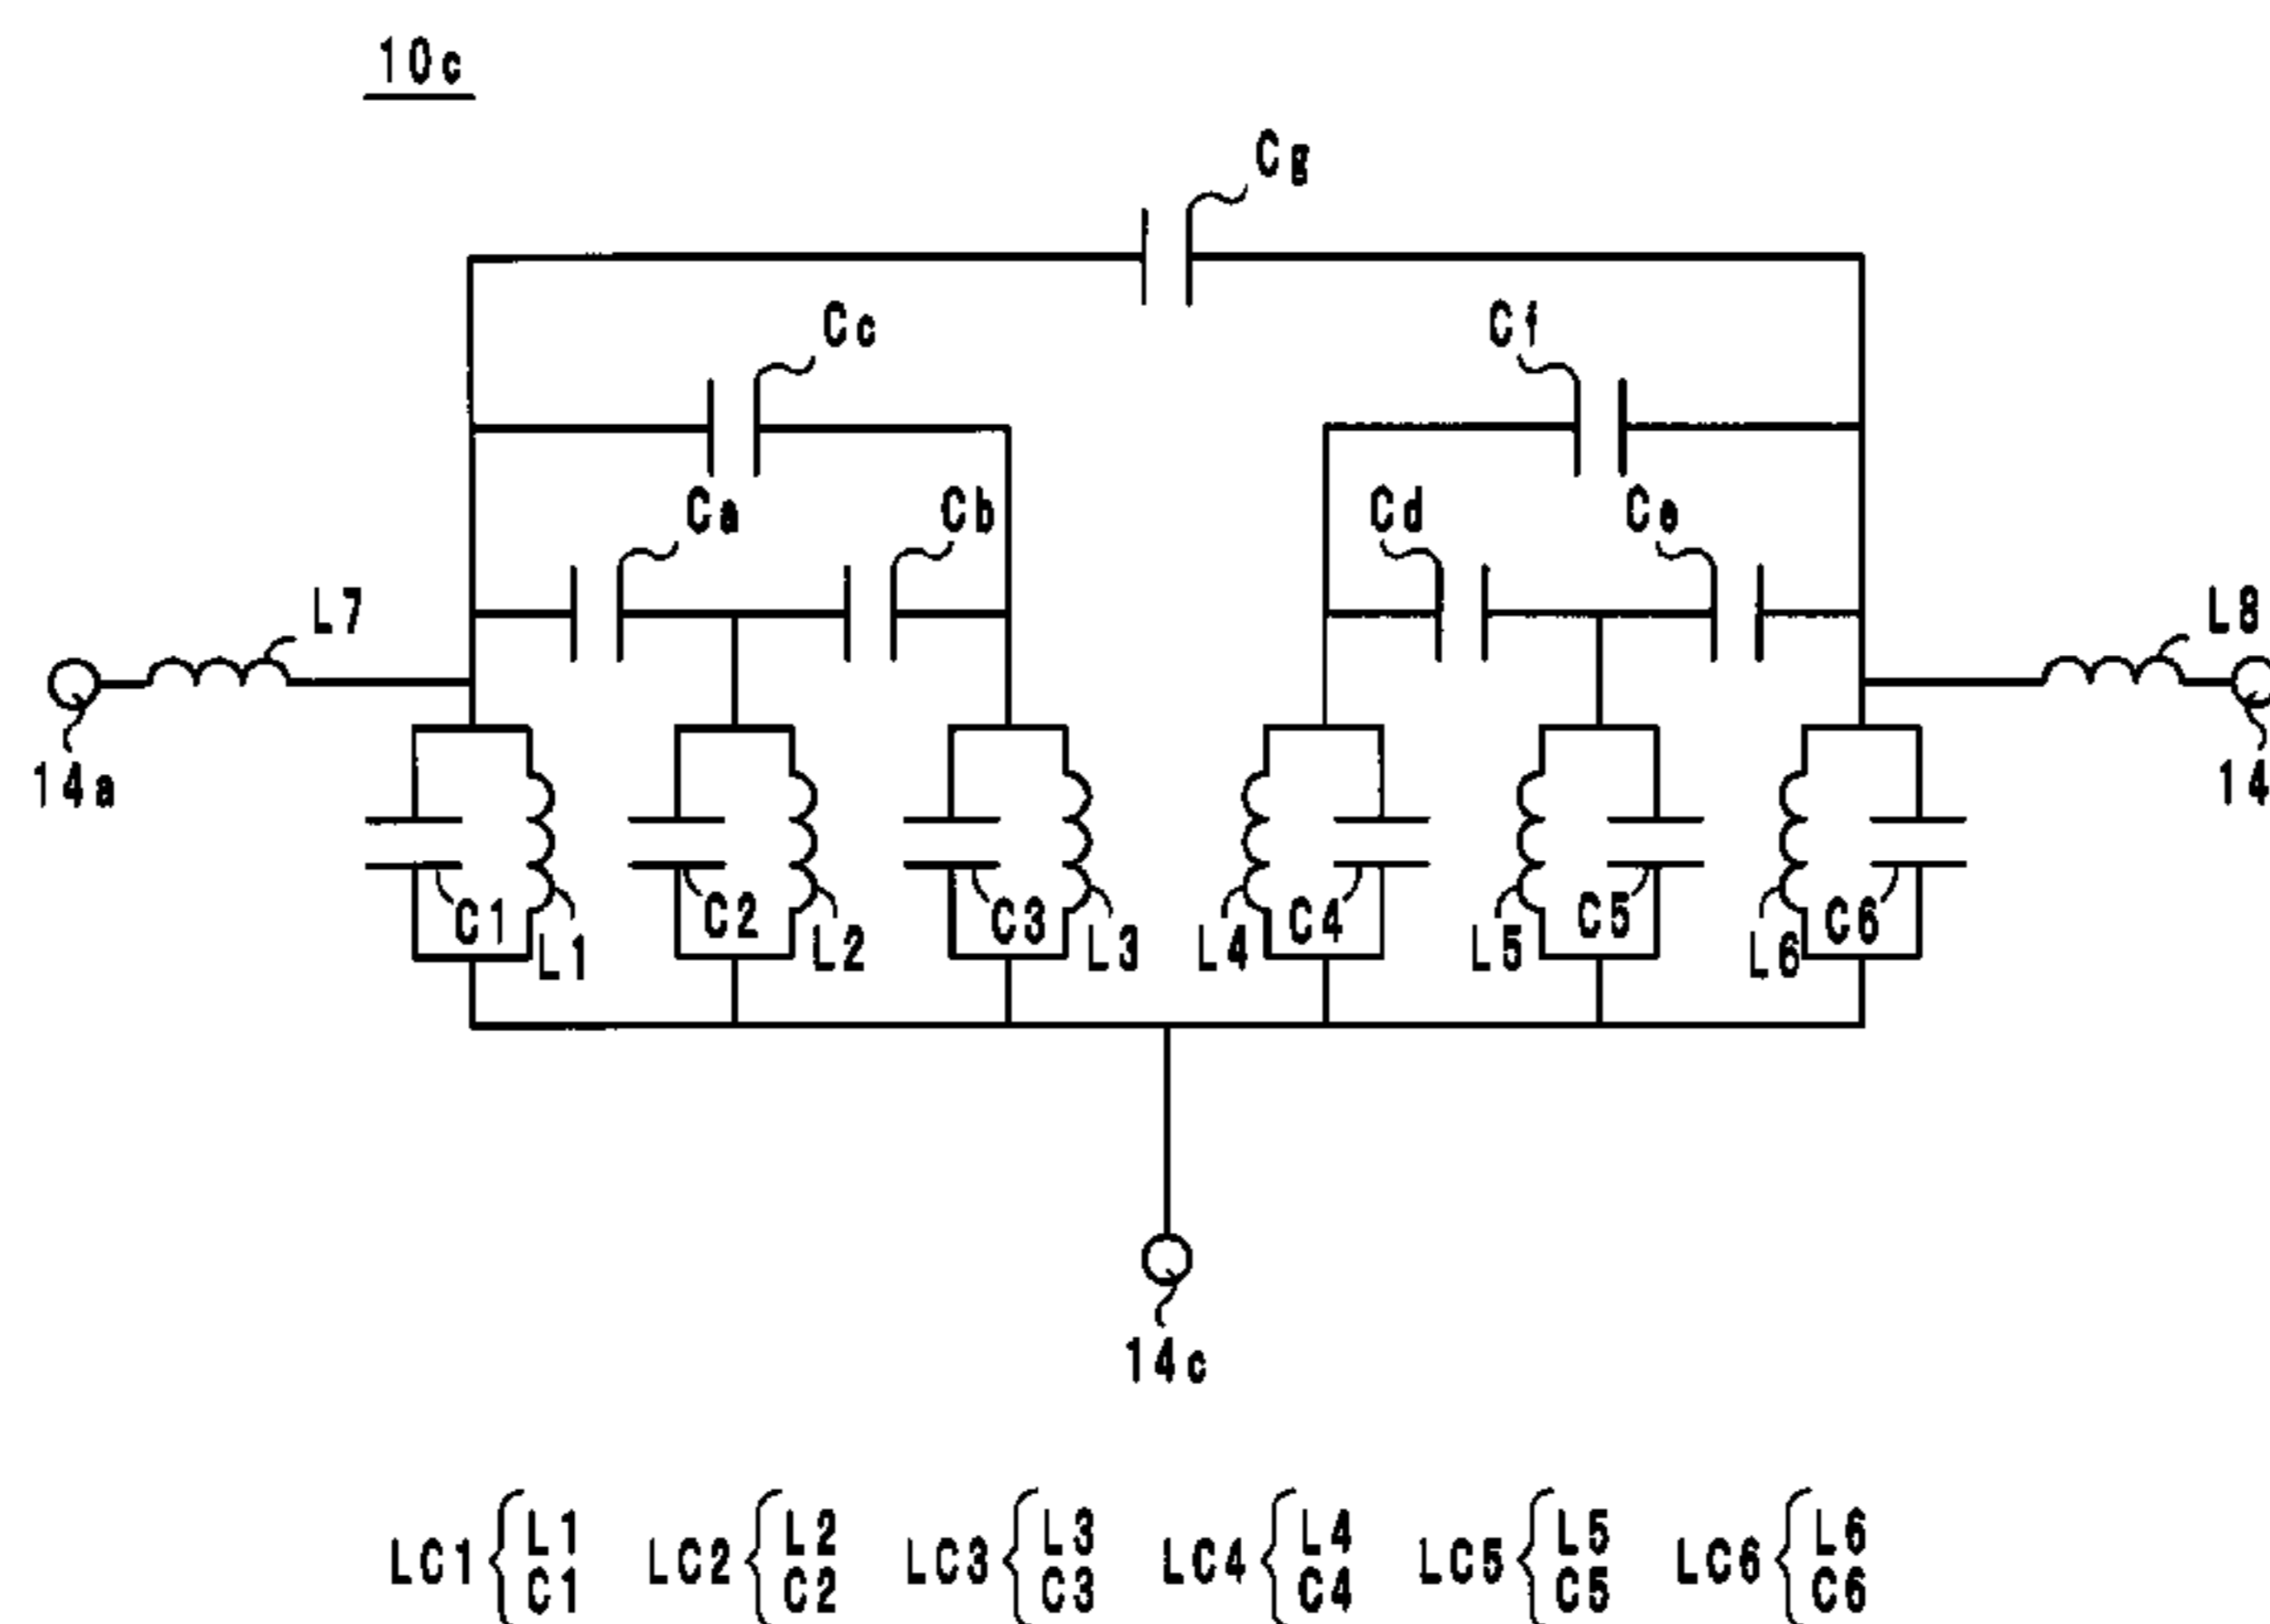 10c
Cg
Cc
Cf
Ca
Cb
Cd
Ce
L7
L8
14a
14
C1
L1
C2
L2
C3
L3
L4
C4
L5
C5
L6
C6
14c
LC1 { L1 C1
LC2 { L2 C2
LC3 { L3 C3
LC4 { L4 C4
LC5 { L5 C5
LC6 { L6 C6